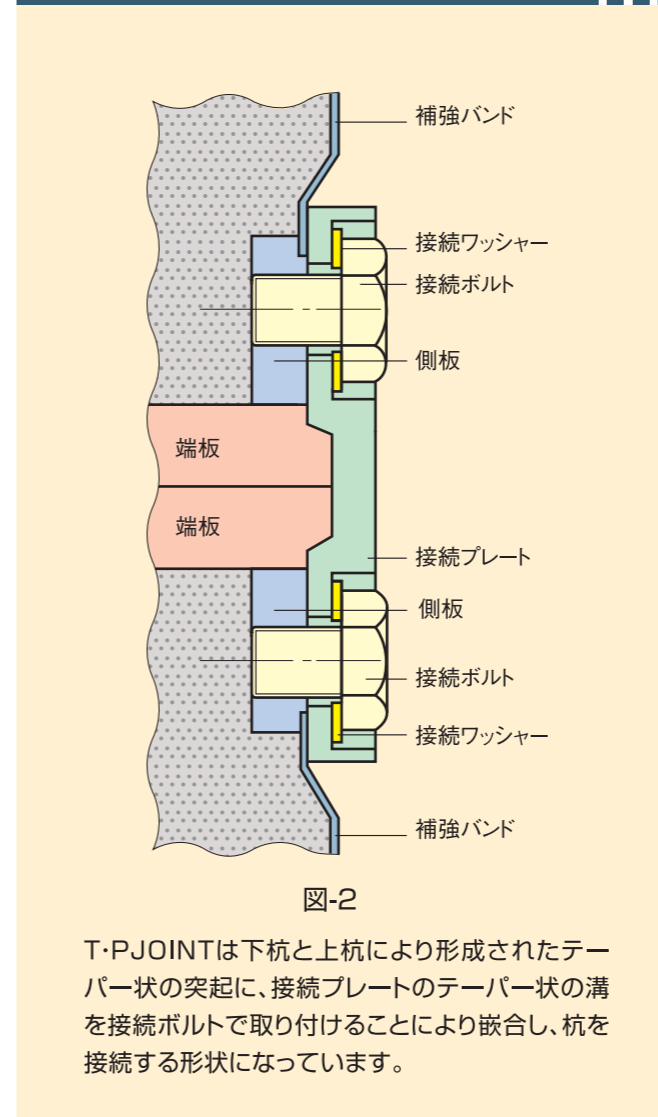 補強バンド
接続ワッシャー
接続ボルト
側板
端板
端板
接続プレート
側板
接続ボルト
接続ワッシャー
補強バンド
図-2
T・PJOINTは下杭と上杭により形成されたテー
パー状の突起に、接続プレートのテーパー状の溝
を接続ボルトで取り付けることにより嵌合し、杭を
接続する形状になっています。